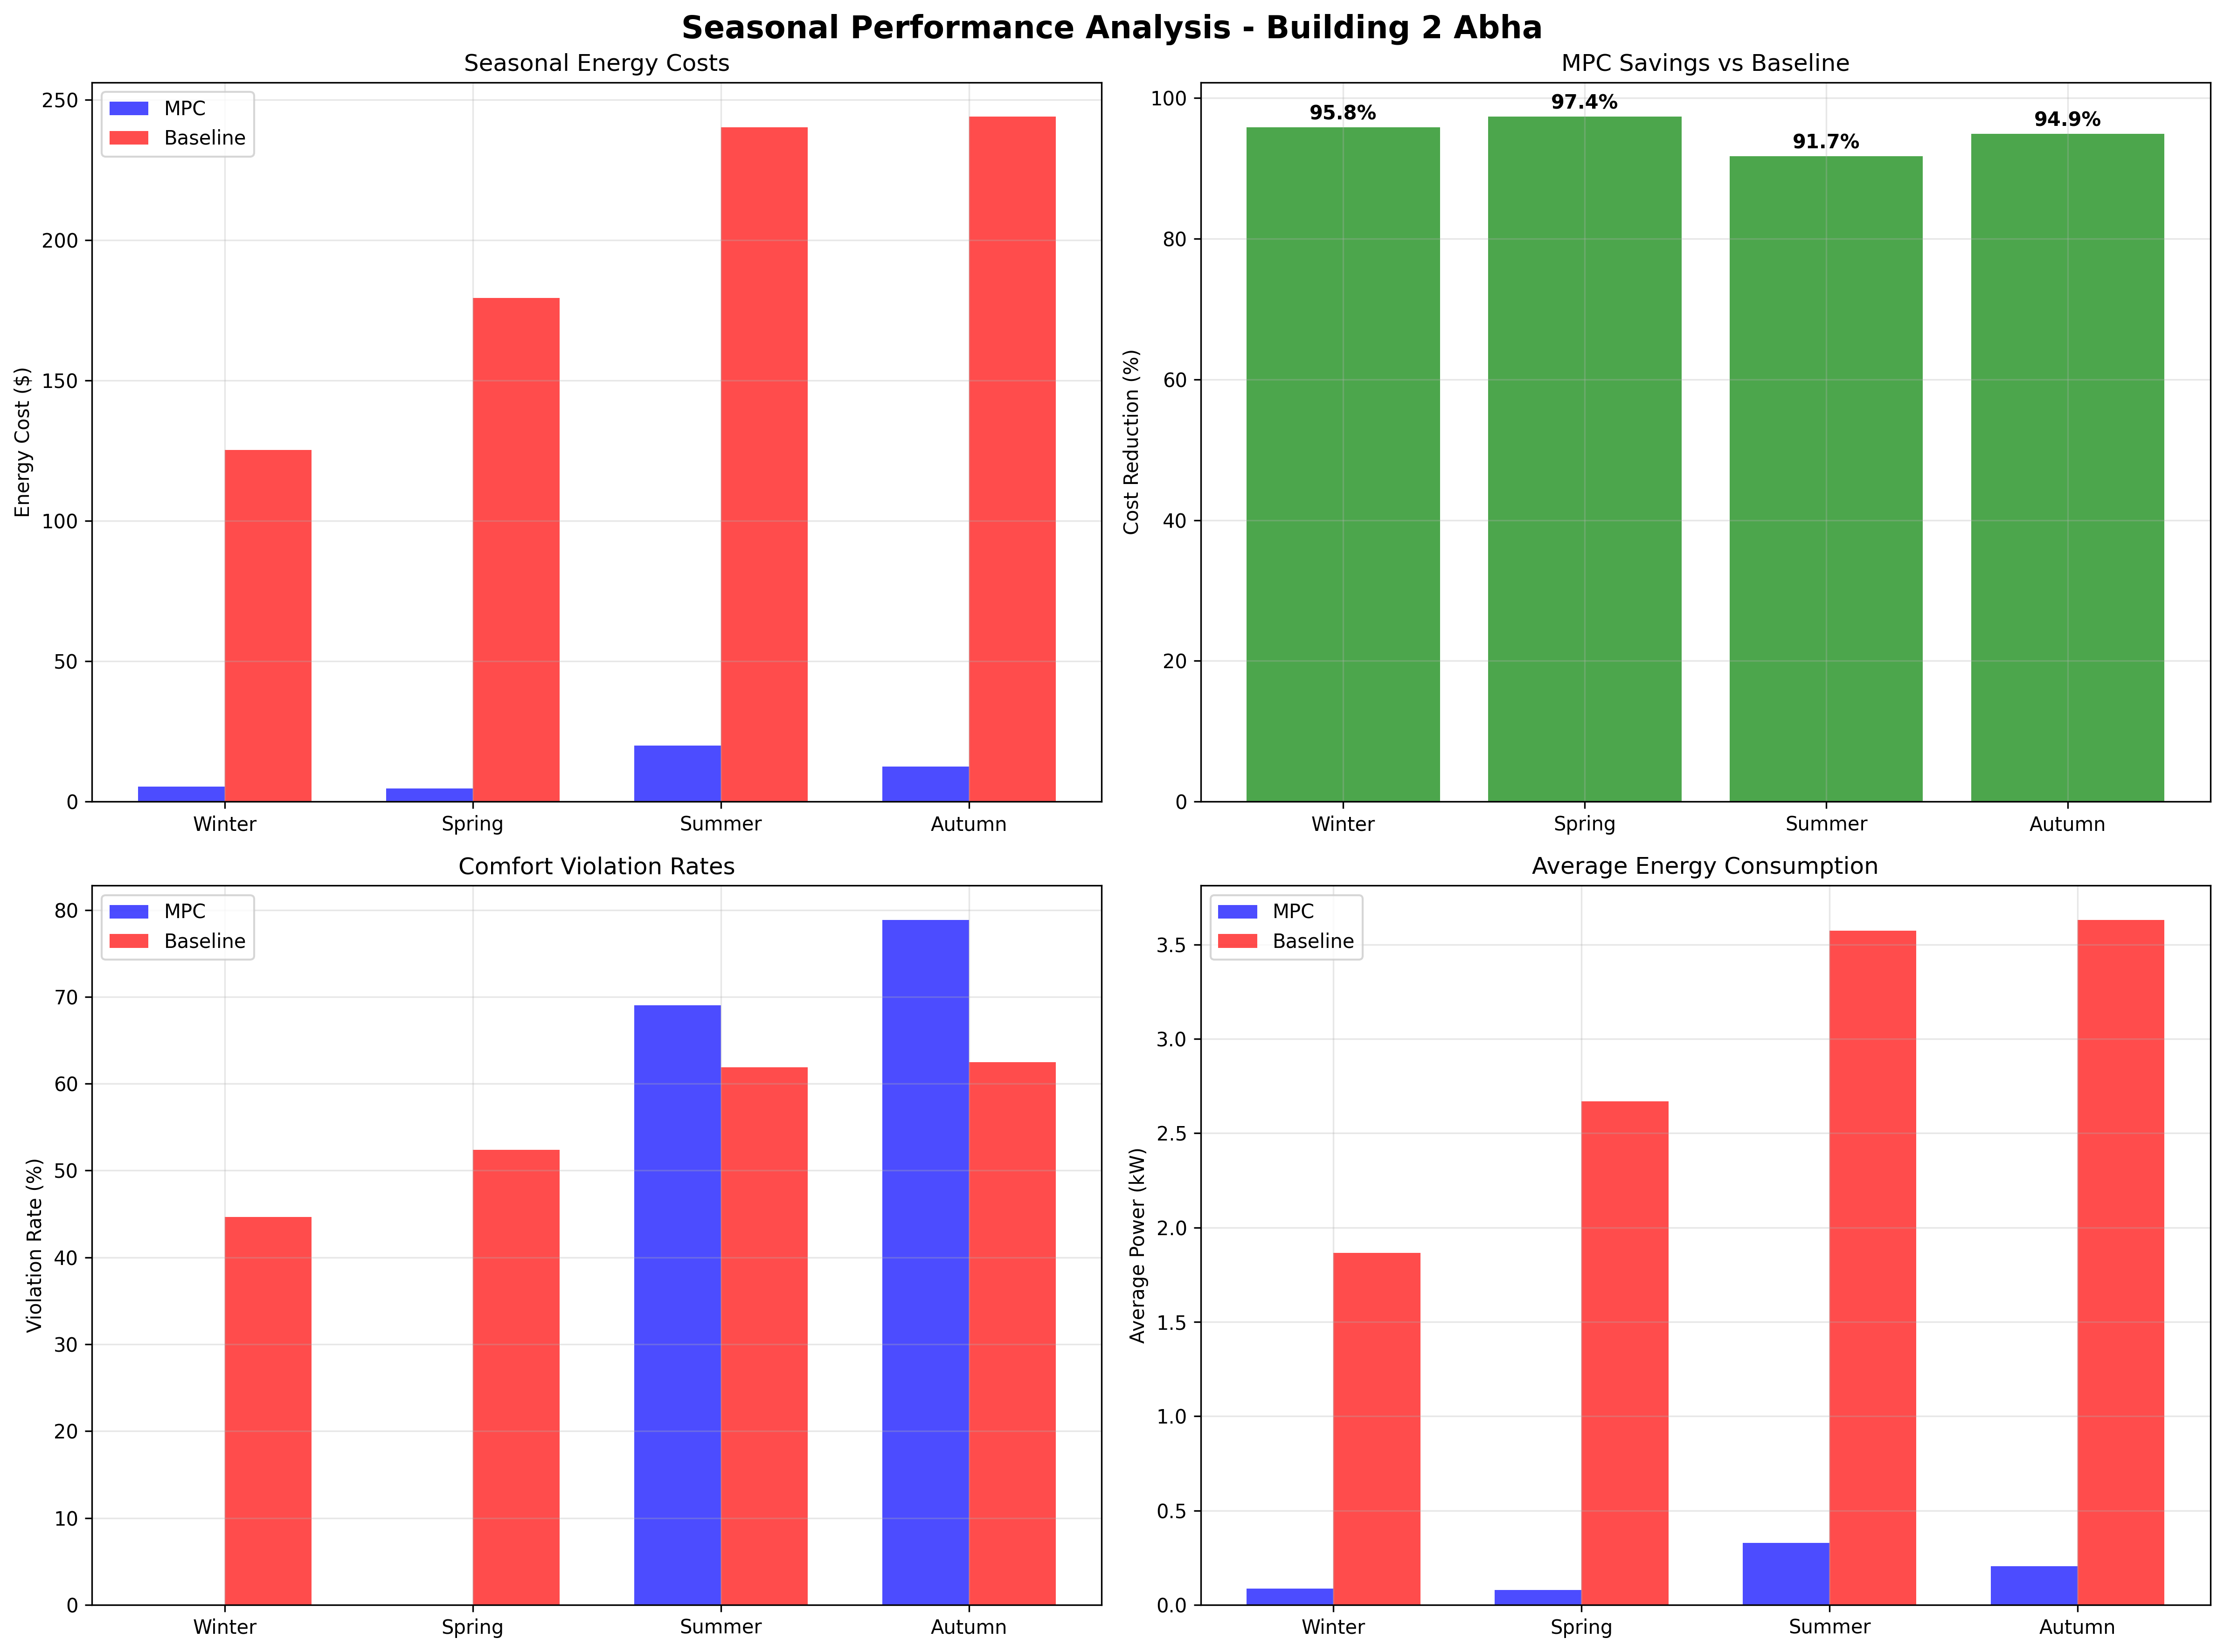 Seasonal Performance Analysis - Building 2 Abha
Seasonal Energy Costs
MPC
Baseline
Energy Cost ($)
250
200
150
100
50
0
Winter Spring Summer Autumn
MPC Savings vs Baseline
95.8% 97.4% 91.7% 94.9%
Cost Reduction (%)
100
80
60
40
20
0
Winter Spring Summer Autumn
Comfort Violation Rates
MPC
Baseline
Violation Rate (%)
80
70
60
50
40
30
20
10
0
Winter Spring Summer Autumn
Average Energy Consumption
MPC
Baseline
Average Power (kW)
3.5
3.0
2.5
2.0
1.5
1.0
0.5
0.0
Winter Spring Summer Autumn